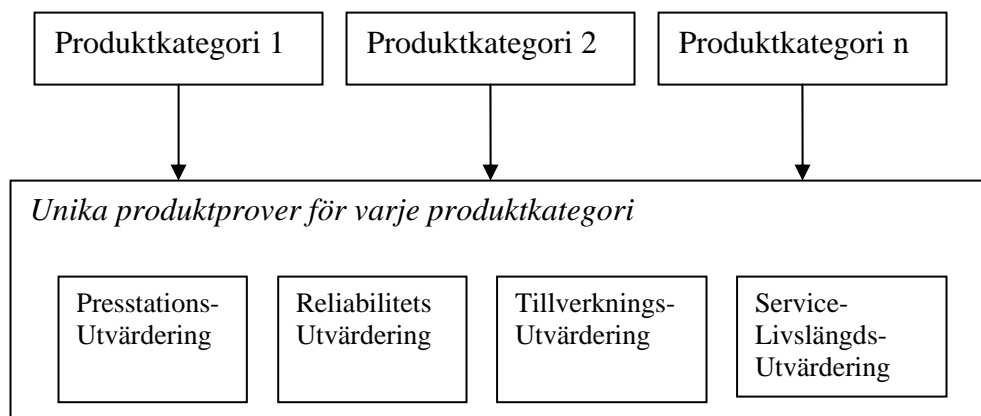 Produktkategori 1
Produktkategori 2
Produktkategori n
Unika produktprover för varje produktkategori
Presstations-
Utvärdering
Reliabilitets
Utvärdering
Tillverknings-
Utvärdering
Service-
Livslängds-
Utvärdering